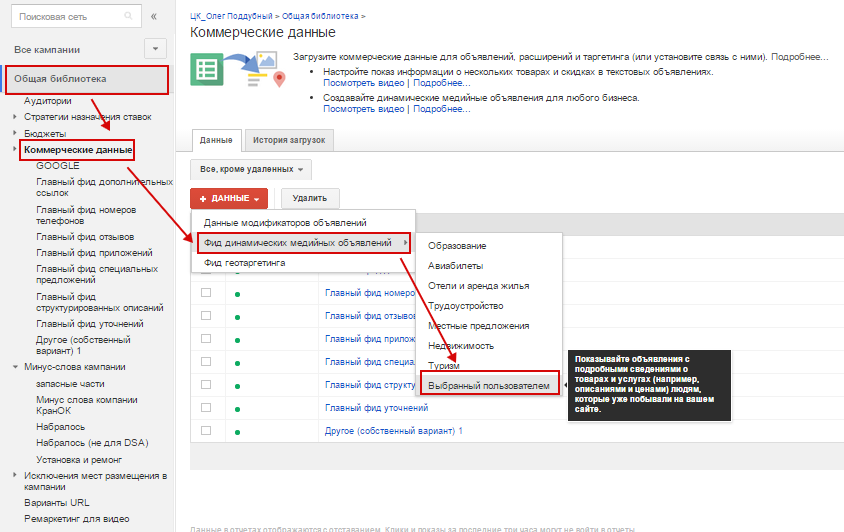 Поисковая сеть
«
Все кампании
Общая библиотека
Аудитории
Стратегии назначения ставок
Бюджеты
Коммерческие данные
GOOGLE
Главный фид дополнительных
ссылок
Главный фид номеров
телефонов
Главный фид отзывов
Главный фид приложений
Главный фид специальных
предложений
Главный фид
структурированных описаний
Главный фид уточнений
Другое (собственный
вариант) 1
Минус-слова кампании
запасные части
Минус слова компании
КранОК
Набралось
Набралось (не для DSA)
Установка и ремонт
Исключения мест размещения в
кампании
Варианты URL
Ремаркетинг для видео
ЦК_Олег Поддубный > Общая библиотека >
Коммерческие данные
Загрузите коммерческие данные для объявлений, расширений и таргетинга (или установите связь с ними). Подробнее...
• Настройте показ информации о нескольких товарах и скидках в текстовых объявлениях.
Посмотреть видео | Подробнее...
• Создавайте динамические медийные объявления для любого бизнеса.
Посмотреть видео | Подробнее...
Данные
История загрузок
Все, кроме удаленных
+ ДАННЫЕ
Удалить
Данные модификаторов объявлений
Фид динамических медийных объявлений
Фид геотаргетинга
Образование
Авиабилеты
Отели и аренда жилья
Трудоустройство
Местные предложения
Недвижимость
Туризм
Выбранный пользователем
Показывайте объявления с
подробными сведениями о
товарах и услугах (например,
описаниями и ценами) людям,
которые уже побывали на вашем
сайте.
Главный фид номеро
Главный фид отзывов
Главный фид прилож
Главный фид специа
Главный фид структу
Главный фид уточнений
Другое (собственный вариант) 1
Данные в отчетах отображаются с отставанием. Клики и показы за последние три часа могут не войти в отчеты.